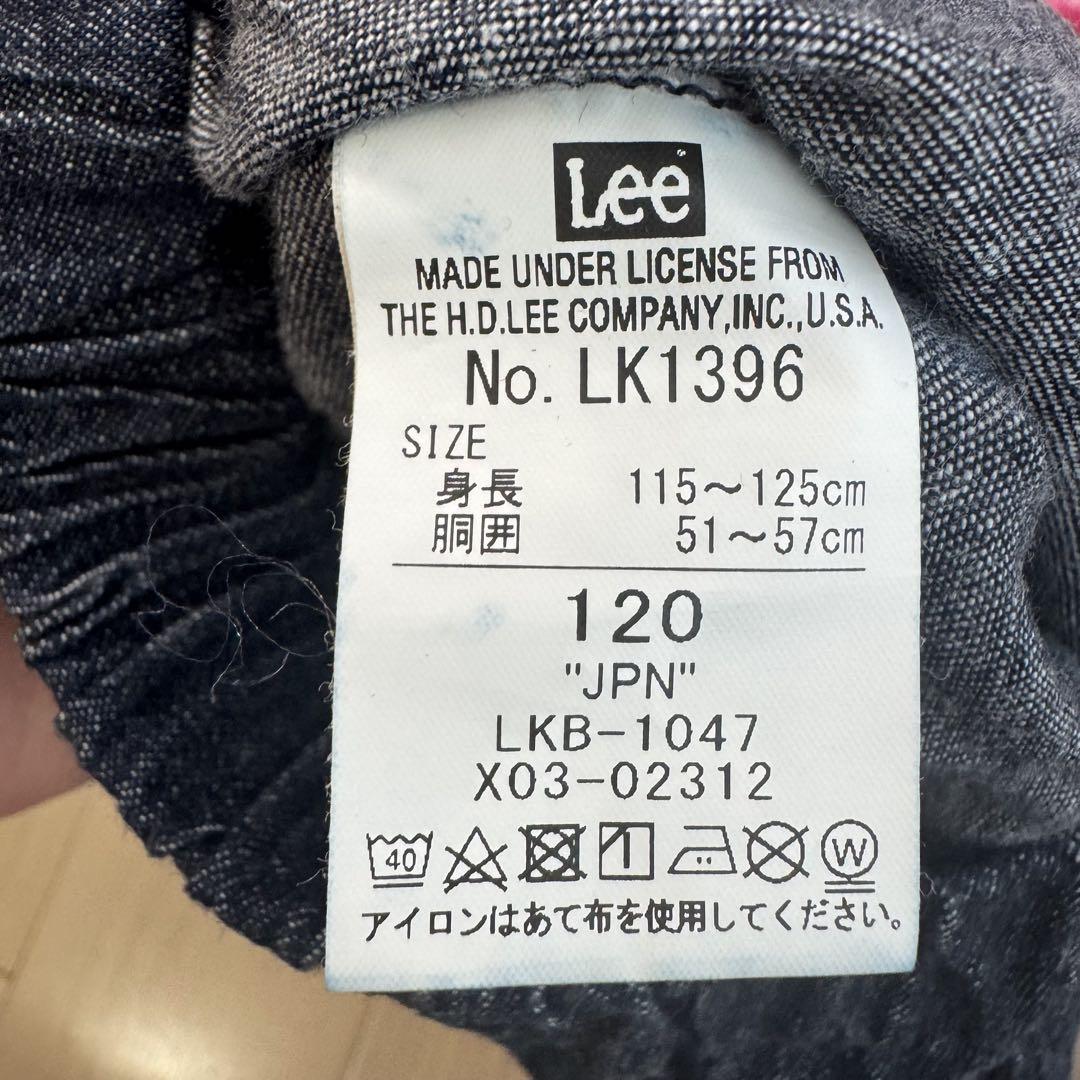 Lee
MADE UNDER LICENSE FROM
THE H.D.LEE COMPANY,INC.,U.S.A.
No. LK1396
SIZE
身長 115～125cm
胴囲 51～57cm
120
"JPN"
LKB-1047
X03-02312
40 W
アイロンはあて布を使用してください。